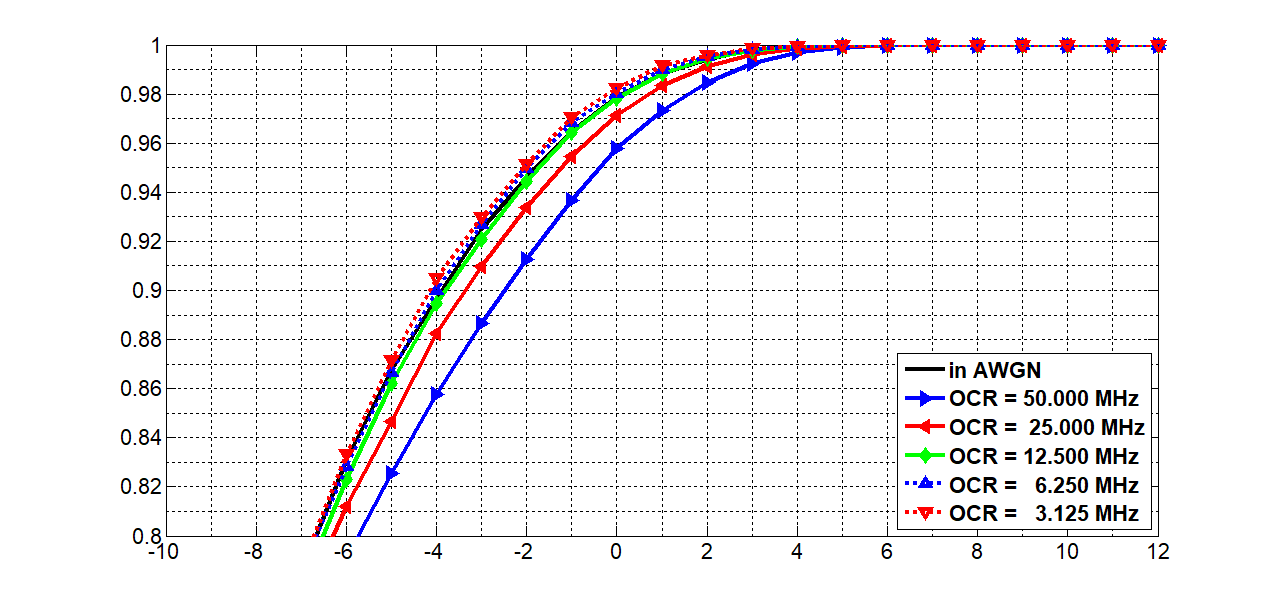 1
0.98
0.96
0.94
0.92
0.9
0.88
0.86
0.84
0.82
0.8
-10 -8 -6 -4 -2 0 2 4 6 8 10 12
in AWGN
OCR = 50.000 MHz
OCR = 25.000 MHz
OCR = 12.500 MHz
OCR = 6.250 MHz
OCR = 3.125 MHz